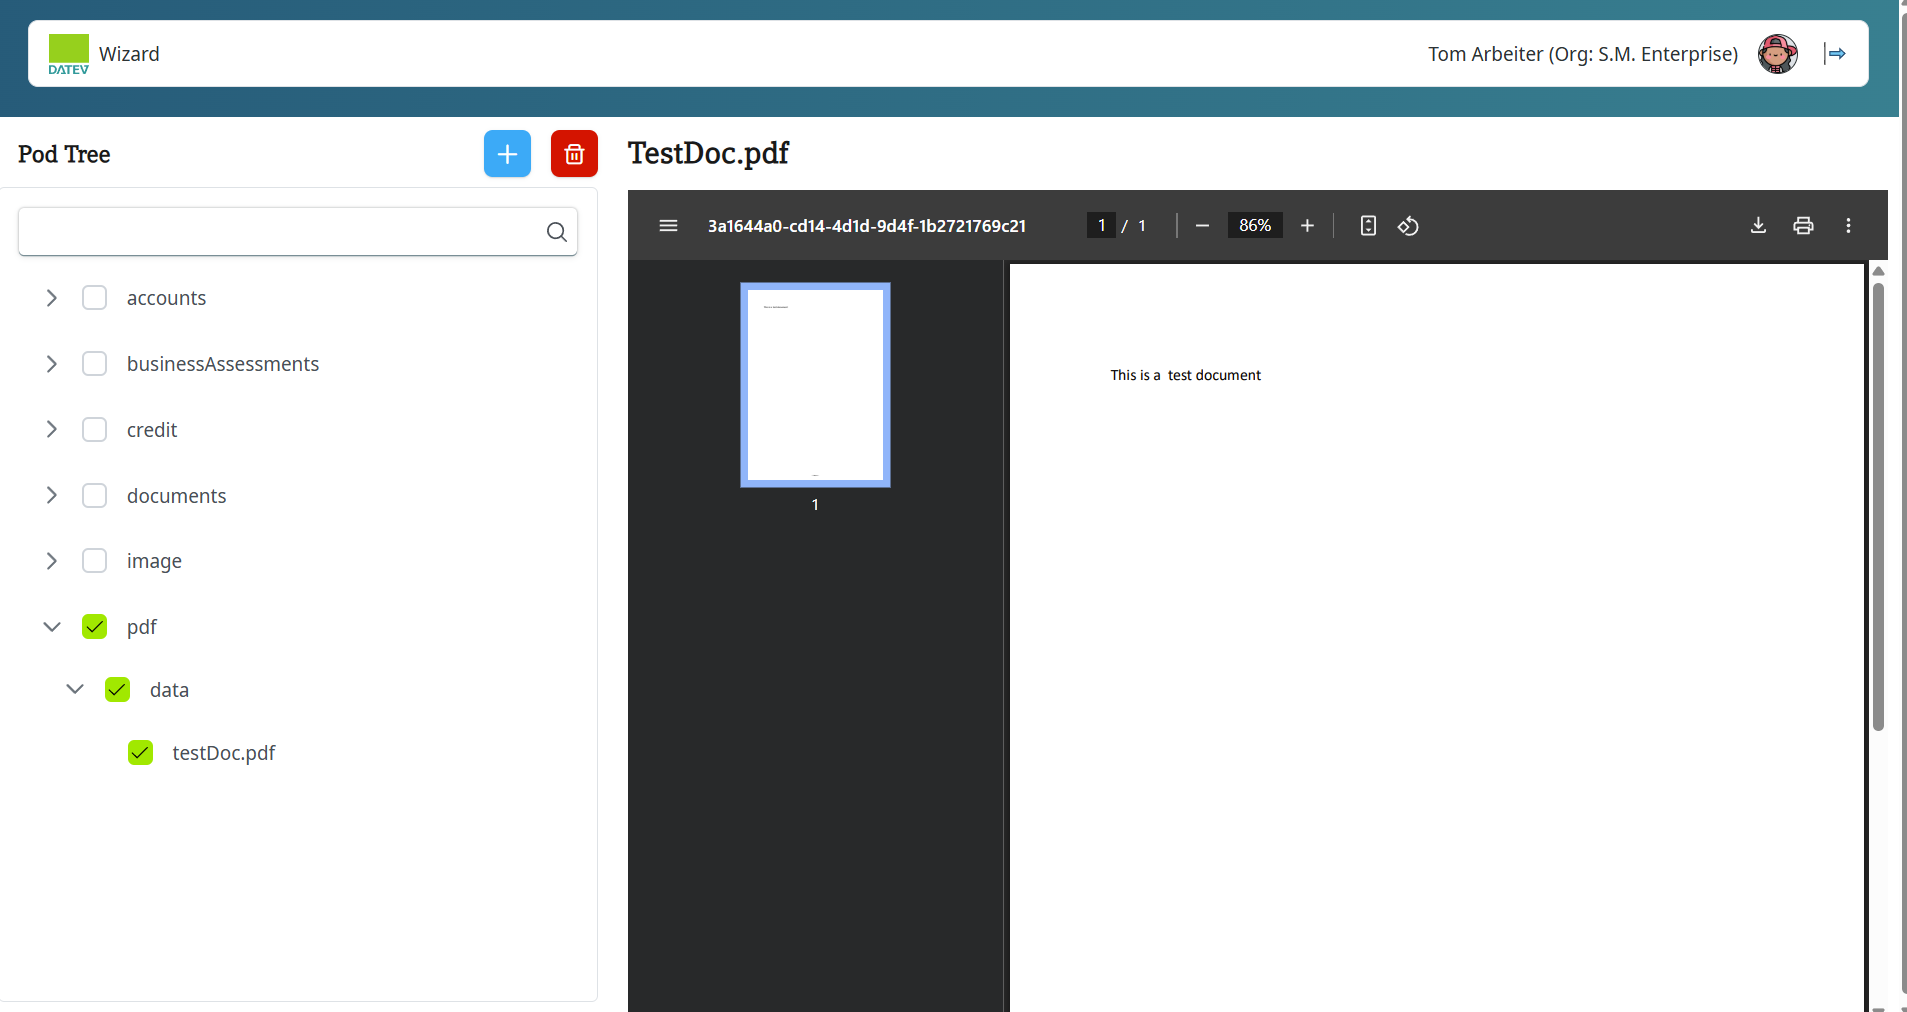 DATEV
Wizard
Tom Arbeiter (Org: S.M. Enterprise)
Pod Tree
TestDoc.pdf
3a1644a0-cd14-4d1d-9d4f-1b2721769c21
1 / 1
86%
accounts
businessAssessments
credit
documents
image
pdf
data
testDoc.pdf
1
This is a  test document